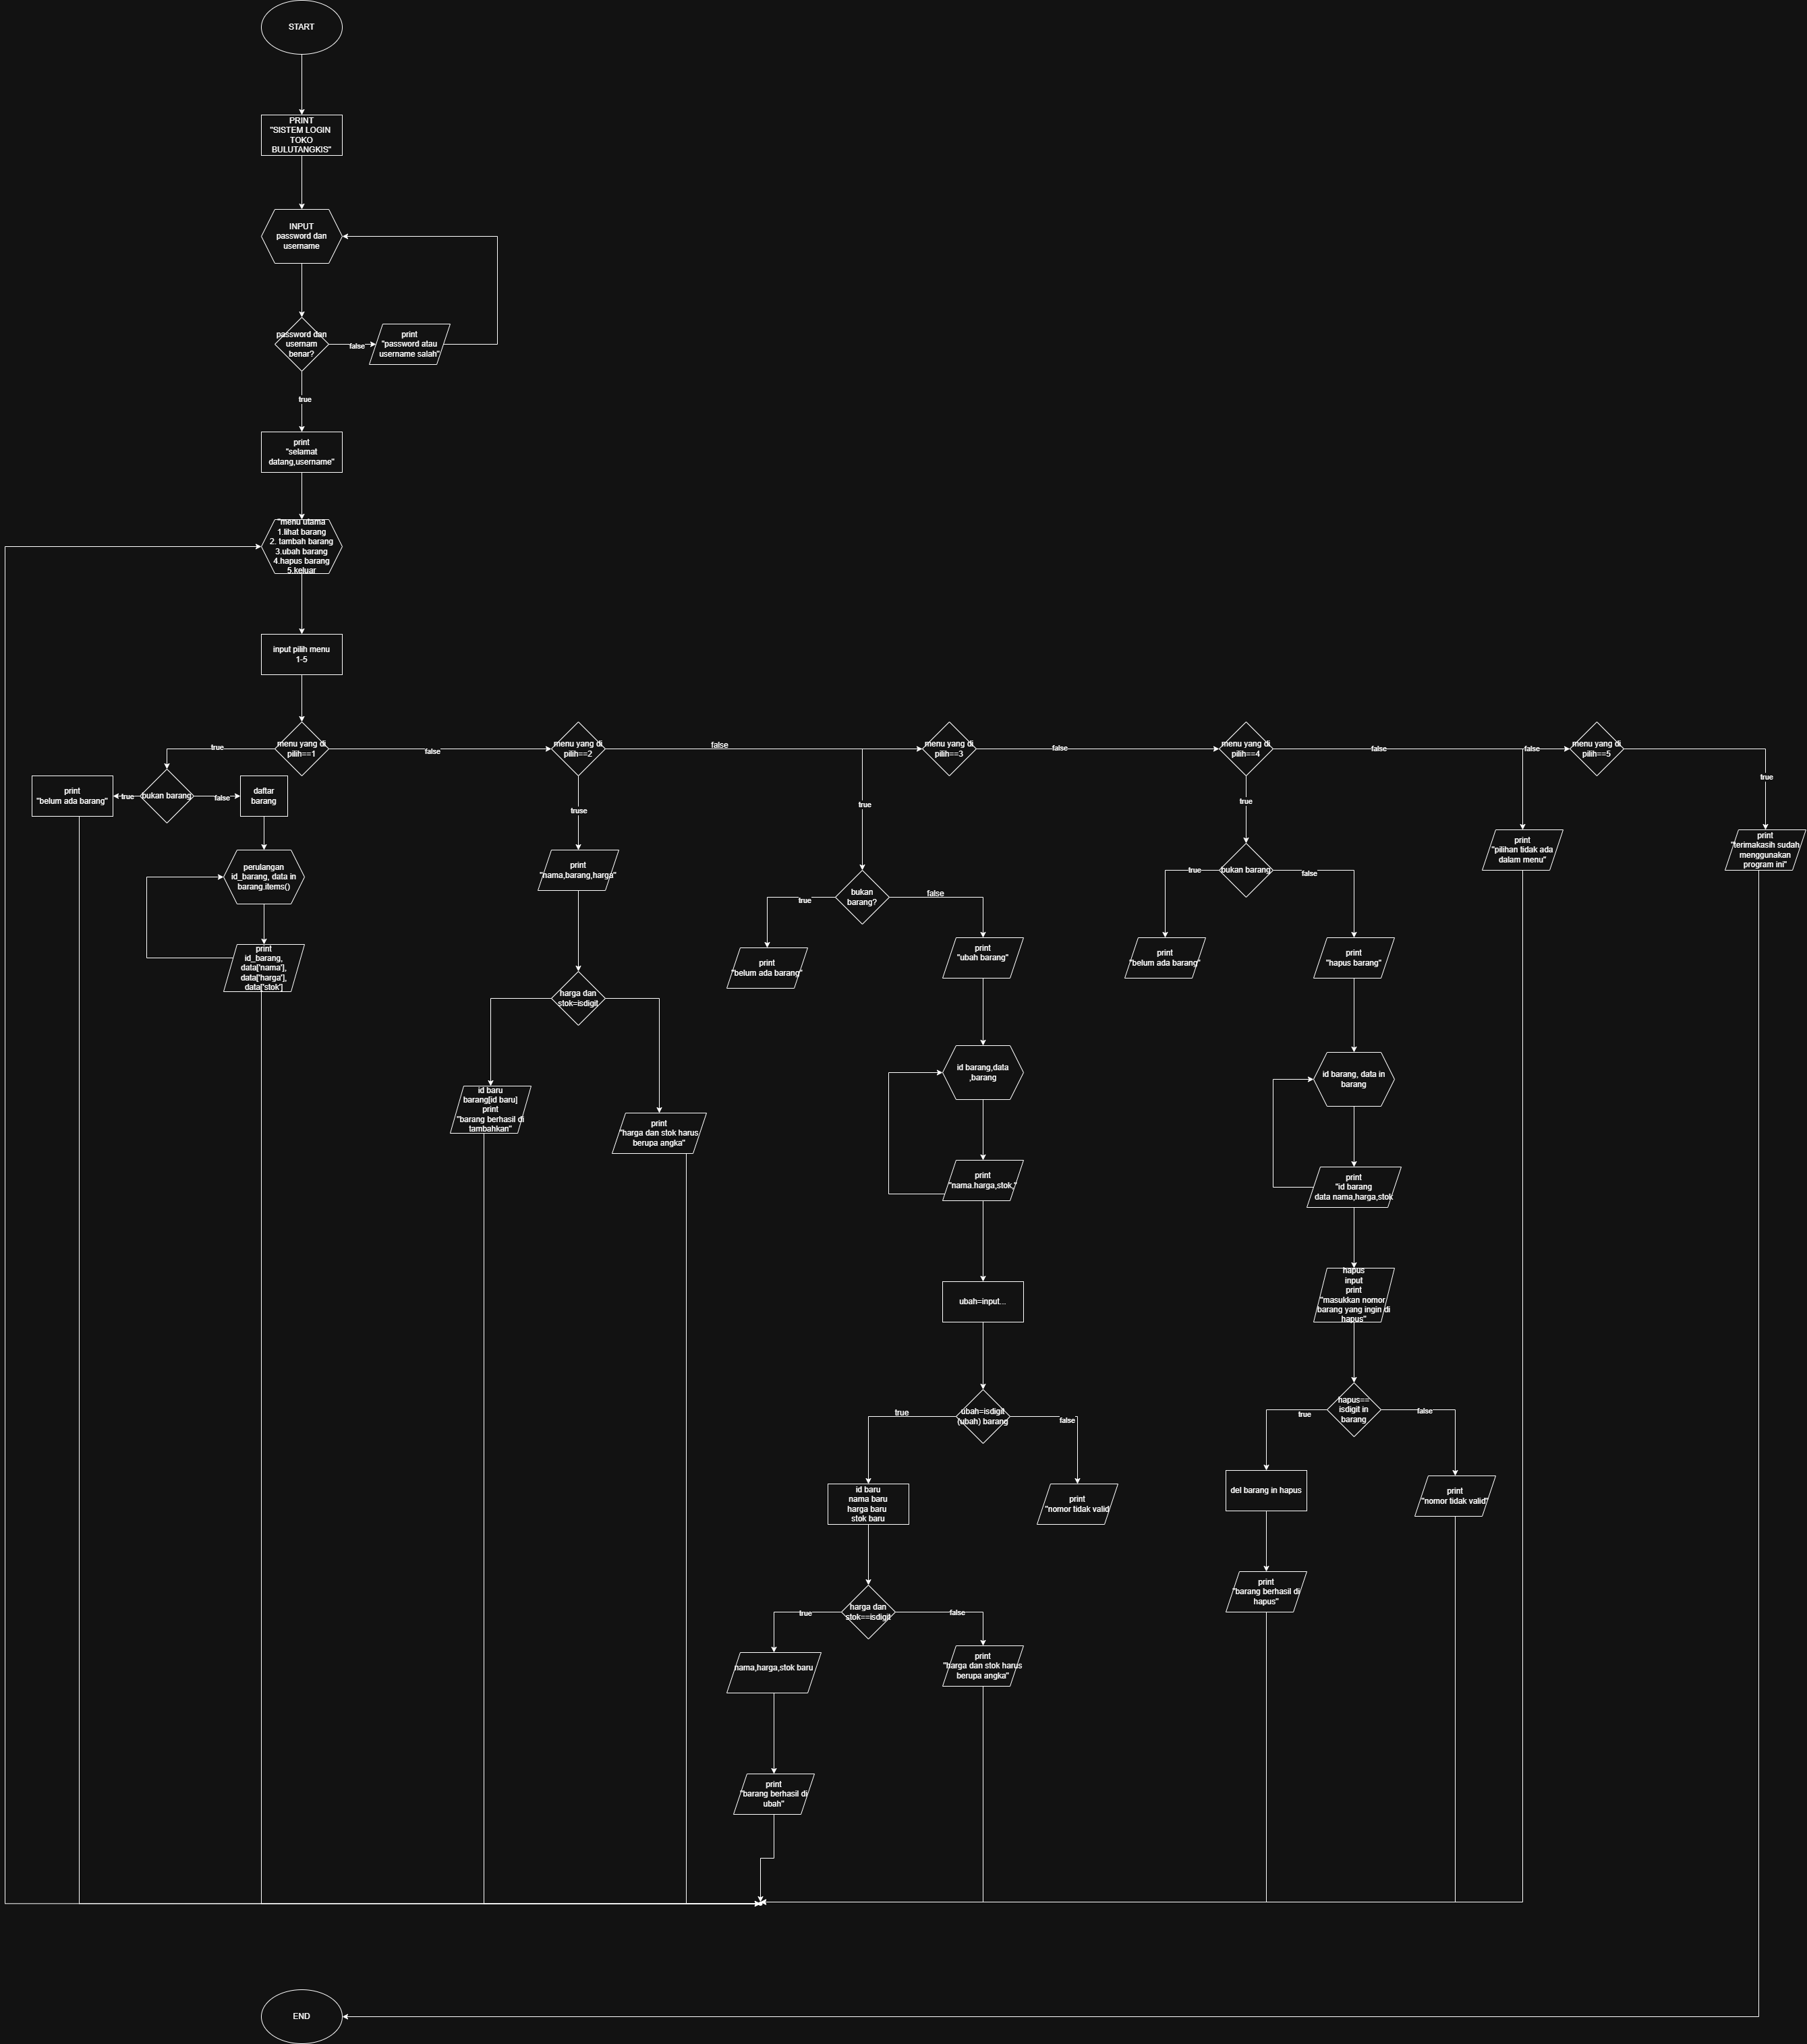 START
PRINT
"SISTEM LOGIN
TOKO
BULUTANGKIS"
INPUT
password dan
username
password dan
usernam
benar?
false
print
"password atau
username salah"
true
print
"selamat
datang,username"
"menu utama
1.lihat barang
2. tambah barang
3.ubah barang
4.hapus barang
5.keluar
input pilih menu
1-5
menu yang di
pilih==1
true
false
print
"belum ada barang"
true
bukan barang
false
daftar
barang
perulangan
id_barang, data in
barang.items()
print
id_barang,
data['nama'],
data['harga'],
data['stok']
menu yang di
pilih==2
false
truse
print
"nama,barang,harga"
harga dan
stok=isdigit
id baru
barang[id baru]
print
"barang berhasil di
tambahkan"
print
"harga dan stok harus
berupa angka"
menu yang di
pilih==3
false
true
bukan
barang?
true
false
print
"belum ada barang"
print
"ubah barang"
id barang,data
,barang
print
"nama.harga,stok,"
ubah=input...
ubah=isdigit
(ubah) barang
true
false
id baru
nama baru
harga baru
stok baru
print
"nomor tidak valid
harga dan
stok==isdigit
true
false
nama,harga,stok baru
print
"harga dan stok harus
berupa angka"
print
"barang berhasil di
ubah"
menu yang di
pilih==4
false
true
bukan barang
true
false
print
"belum ada barang"
print
"hapus barang"
id barang, data in
barang
print
"id barang
data nama,harga,stok
hapus
input
print
"masukkan nomor
barang yang ingin di
hapus"
hapus==
isdigit in
barang
true
false
del barang in hapus
print
"nomor tidak valid"
print
"barang berhasil di
hapus"
false
print
"pilihan tidak ada
dalam menu"
menu yang di
pilih==5
true
print
"terimakasih sudah
menggunakan
program ini"
END